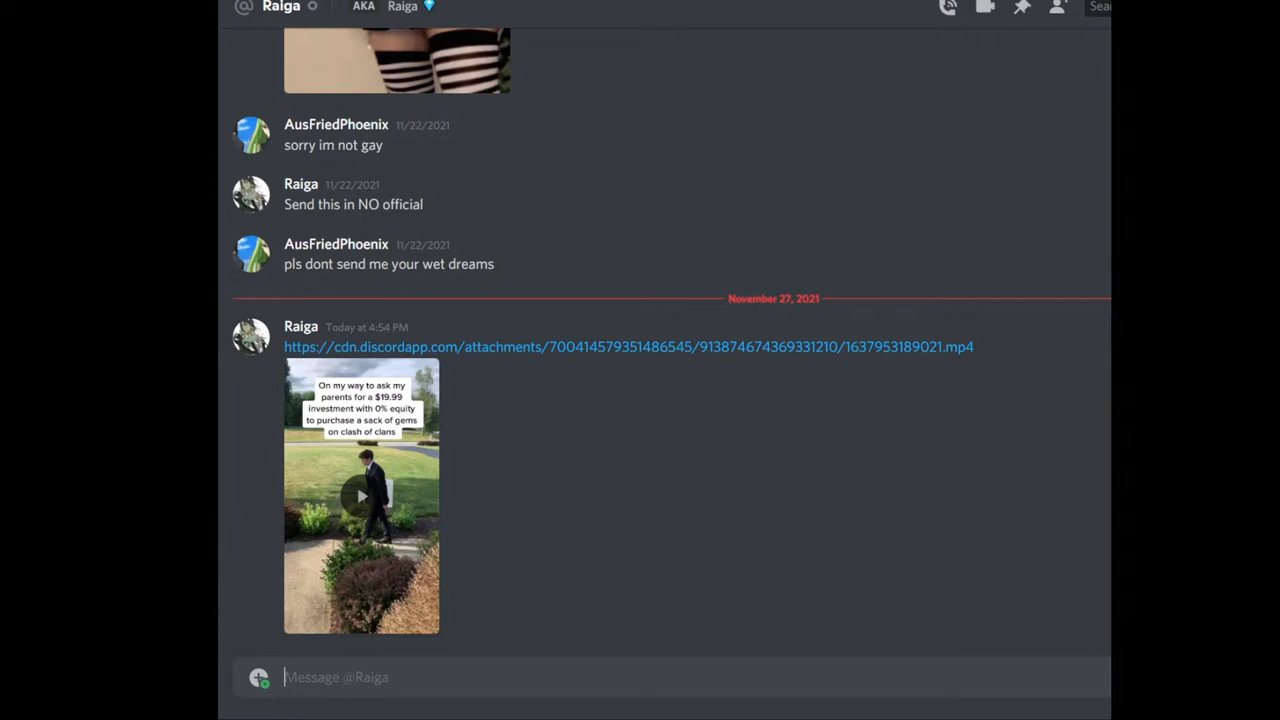 Raiga AKA Raiga
Sea
AusFriedPhoenix 11/22/2021
sorry im not gay
Raiga 11/22/2021
Send this in NO official
AusFriedPhoenix 11/22/2021
pls dont send me your wet dreams
November 27, 2021
Raiga Today at 4:54 PM
https://cdn.discordapp.com/attachments/700414579351486545/913874674369331210/1637953189021.mp4
On my way to ask my
parents for a $19.99
investment with 0% equity
to purchase a sack of gems
on clash of clans
Message @Raiga